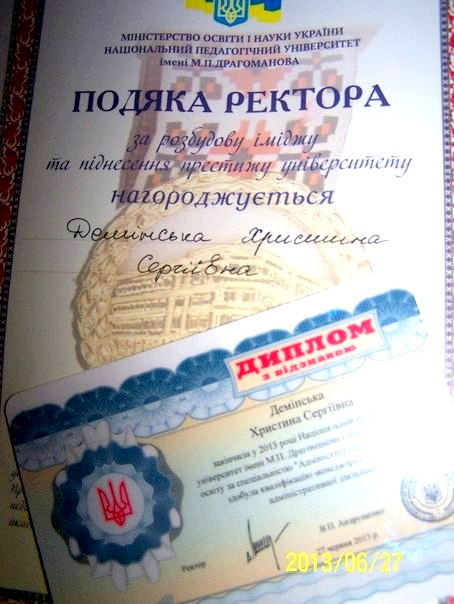 МІНІСТЕРСТВО ОСВІТИ І НАУКИ УКРАЇНИ
НАЦІОНАЛЬНИЙ ПЕДАГОГІЧНИЙ УНІВЕРСИТЕТ
імені М.П.ДРАГОМАНОВА
ПОДЯКА РЕКТОРА
за розбудову іміджу
та піднесення престижу університету
нагороджується
Демінська Христина
Сергіївна
ДИПЛОМ
з відзнакою
Демінська
Христина Сергіївна
закінчила у 2013 році Національний
університет імені М.П. Драгоманова
освіту за спеціальністю "Адміністративний
здобула кваліфікацію менеджера
адміністративної діяльності
Ректор В.П. Андрущенко
2013 р.
2013/06/27